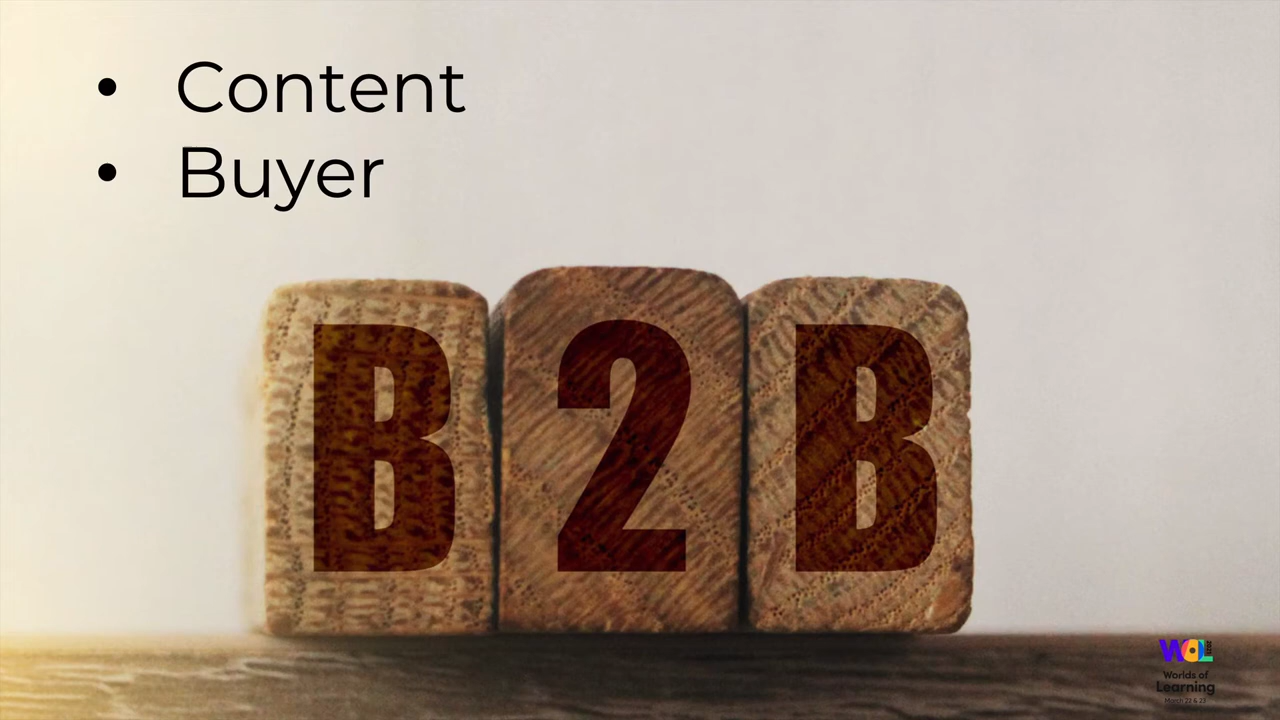 • Content
• Buyer
B2B
WOL
Worlds of
Learning